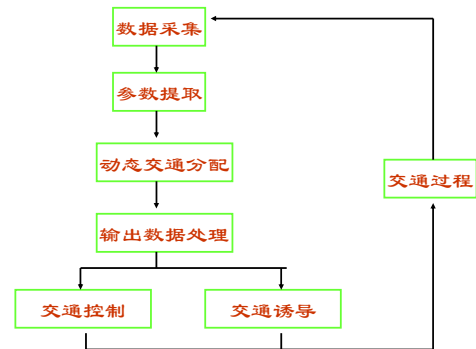 数据采集
参数提取
动态交通分配
交通过程
输出数据处理
交通控制
交通诱导